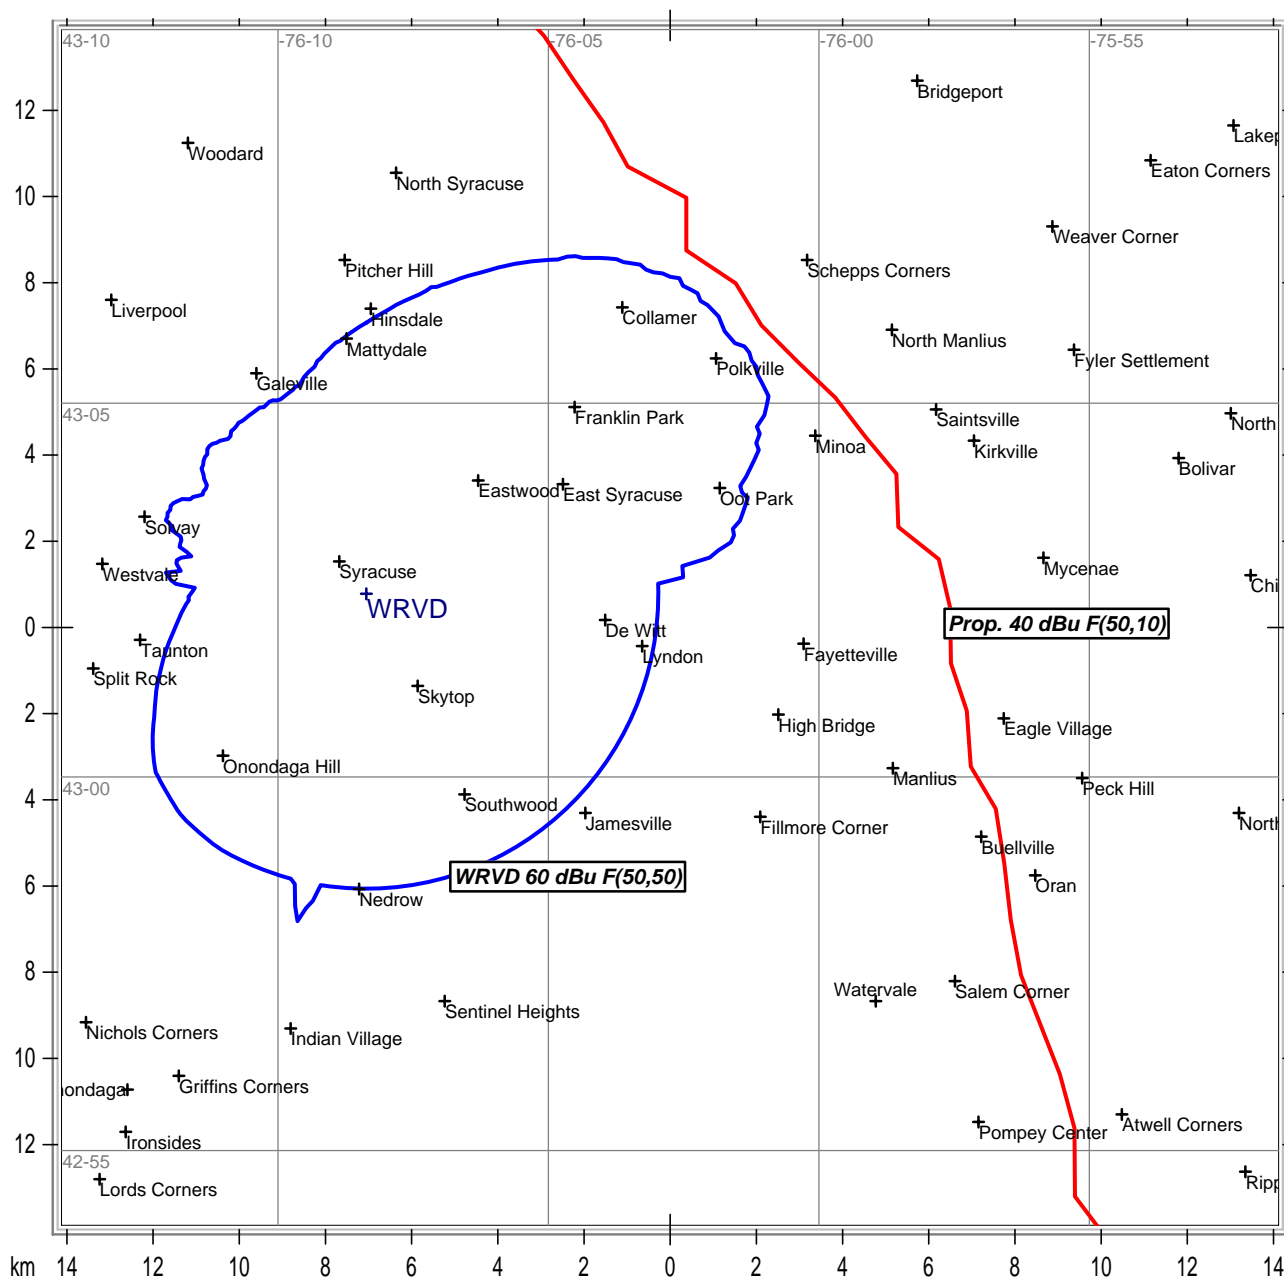 43-10
-76-10
-76-05
-76-00
-75-55
Bridgeport
12
Woodard
Eaton Corners
North Syracuse
10
Weaver Corner
Pitcher Hill
Schepps Corners
8
Liverpool
Hinsdale
Collamer
North Manlius
Mattydale
Fyler Settlement
6
Polkville
Galeville
43-05
Franklin Park
Saintsville
North
Minoa
Kirkville
4
Bolivar
Eastwood
East Syracuse
Oot Park
2
Solvay
Westvale
Syracuse
Mycenae
Chi
WRVD
0
De Witt
Prop. 40 dBu F(50,10)
Taunton
Lyndon
Fayetteville
Split Rock
Skytop
2
High Bridge
Eagle Village
Onondaga Hill
43-00
Manlius
Peck Hill
4
Southwood
Jamesville
Fillmore Corner
North
Buellville
WRVD 60 dBu F(50,50)
6
Nedrow
Oran
8
Watervale
Salem Corner
Sentinel Heights
Nichols Corners
Indian Village
10
nondaga
Griffins Corners
Ironsides
Pompey Center
Atwell Corners
12
42-55
Lords Corners
Ripp
km 14 12 10 8 6 4 2 0 2 4 6 8 10 12 14